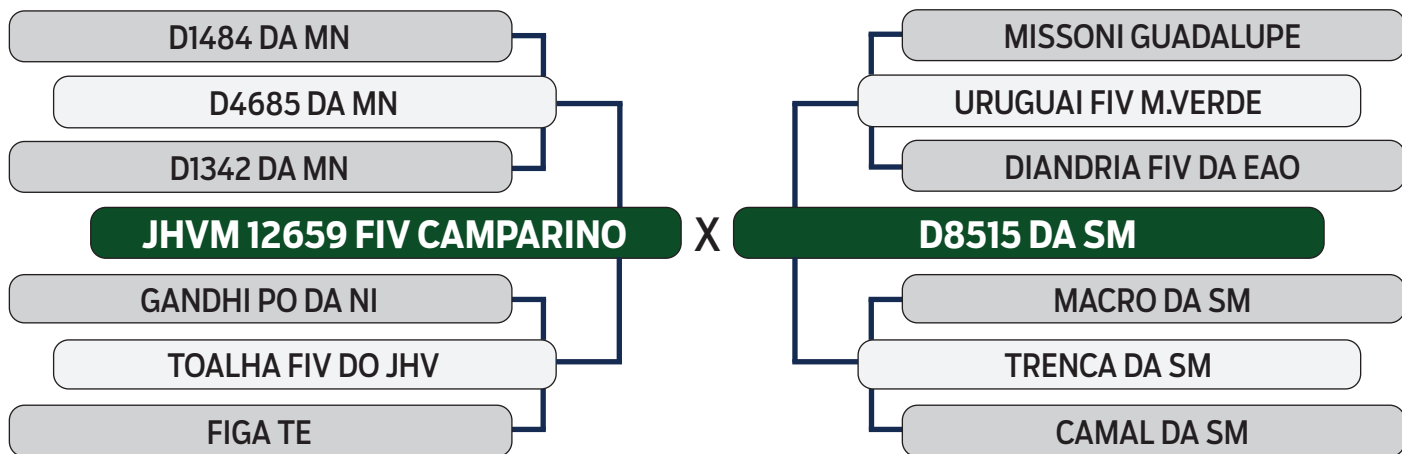 D1484 DA MN
D4685 DA MN
D1342 DA MN
JHVM 12659 FIV CAMPARINO
GANDHI PO DA NI
TOALHA FIV DO JHV
FIGA TE
X
MISSONI GUADALUPE
URUGUAI FIV M.VERDE
DIANDRIA FIV DA EAO
D8515 DA SM
MACRO DA SM
TRENCA DA SM
CAMAL DA SM